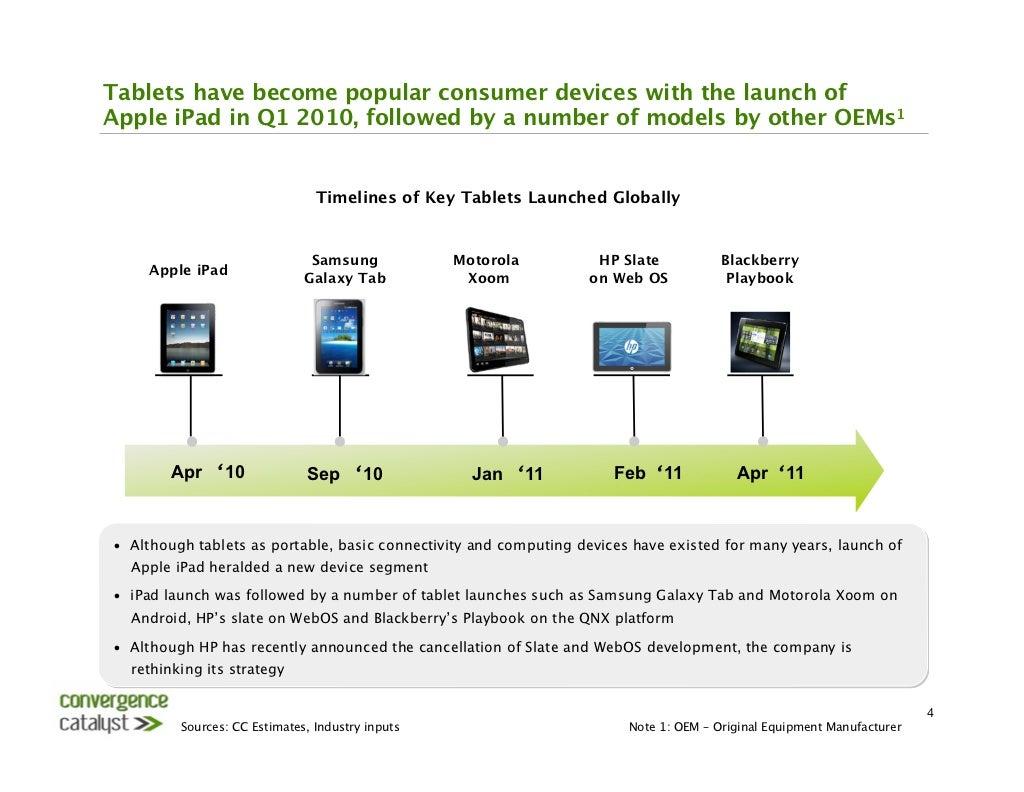 Tablets have become popular consumer devices with the launch of
Apple iPad in Q1 2010, followed by a number of models by other OEMs¹
Timelines of Key Tablets Launched Globally
Apple iPad
Samsung
Galaxy Tab
Motorola
Xoom
HP Slate
on Web OS
Blackberry
Playbook
hp
Apr ‘10
Sep ‘10
Jan ‘11
Feb ‘11
Apr ‘11
• Although tablets as portable, basic connectivity and computing devices have existed for many years, launch of
Apple iPad heralded a new device segment
• iPad launch was followed by a number of tablet launches such as Samsung Galaxy Tab and Motorola Xoom on
Android, HP’s slate on WebOS and Blackberry’s Playbook on the QNX platform
• Although HP has recently announced the cancellation of Slate and WebOS development, the company is
rethinking its strategy
convergence
catalyst
Sources: CC Estimates, Industry inputs
Note 1: OEM – Original Equipment Manufacturer
4